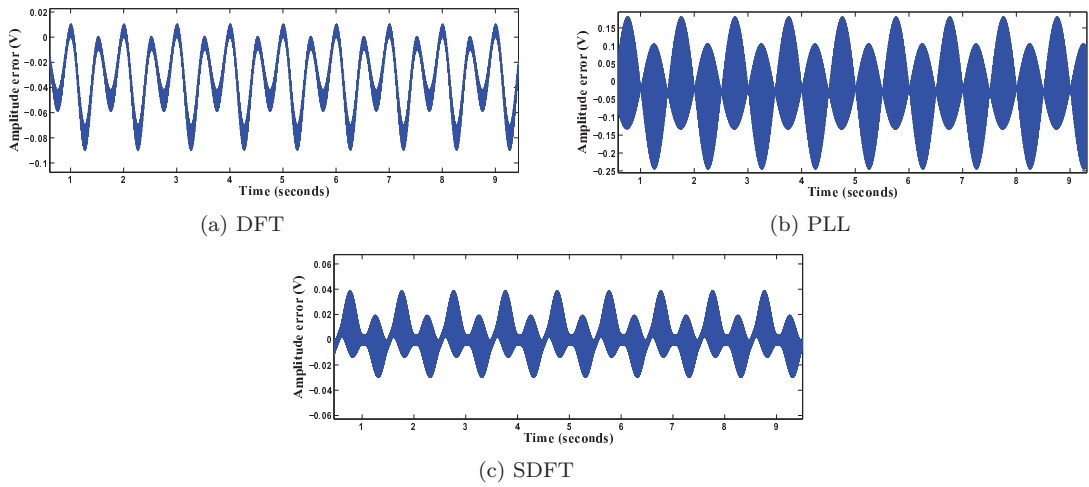 Amplitude error (V)
0.02
0
−0.02
−0.04
−0.06
−0.08
−0.1
1 2 3 4 5 6 7 8 9
Time (seconds)
(a) DFT
Amplitude error (V)
0.15
0.1
0.05
0
−0.05
−0.1
−0.15
−0.2
−0.25
1 2 3 4 5 6 7 8 9
Time (seconds)
(b) PLL
Amplitude error (V)
0.06
0.04
0.02
0
−0.02
−0.04
−0.06
1 2 3 4 5 6 7 8 9
Time (seconds)
(c) SDFT